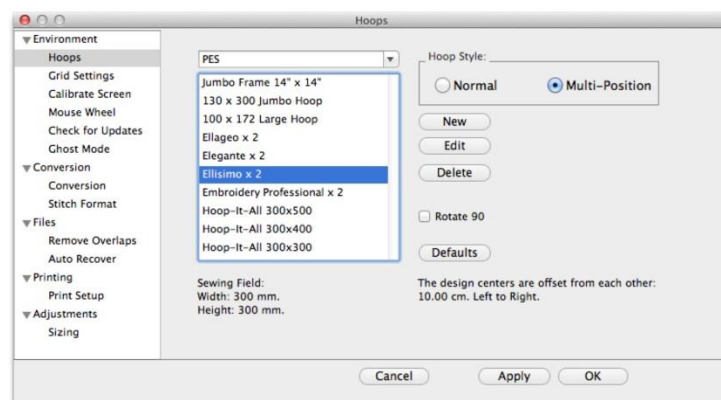 Hoops
Environment
Hoops
Grid Settings
Calibrate Screen
Mouse Wheel
Check for Updates
Ghost Mode
Conversion
Conversion
Stitch Format
Files
Remove Overlaps
Auto Recover
Printing
Print Setup
Adjustments
Sizing
PES
Jumbo Frame 14" x 14"
130 x 300 Jumbo Hoop
100 x 172 Large Hoop
Ellageo x 2
Elegante x 2
Ellisimo x 2
Embroidery Professional x 2
Hoop-It-All 300x500
Hoop-It-All 300x400
Hoop-It-All 300x300
Sewing Field:
Width: 300 mm.
Height: 300 mm.
Hoop Style:
Normal
Multi-Position
New
Edit
Delete
Rotate 90
Defaults
The design centers are offset from each other:
10.00 cm. Left to Right.
Cancel
Apply
OK